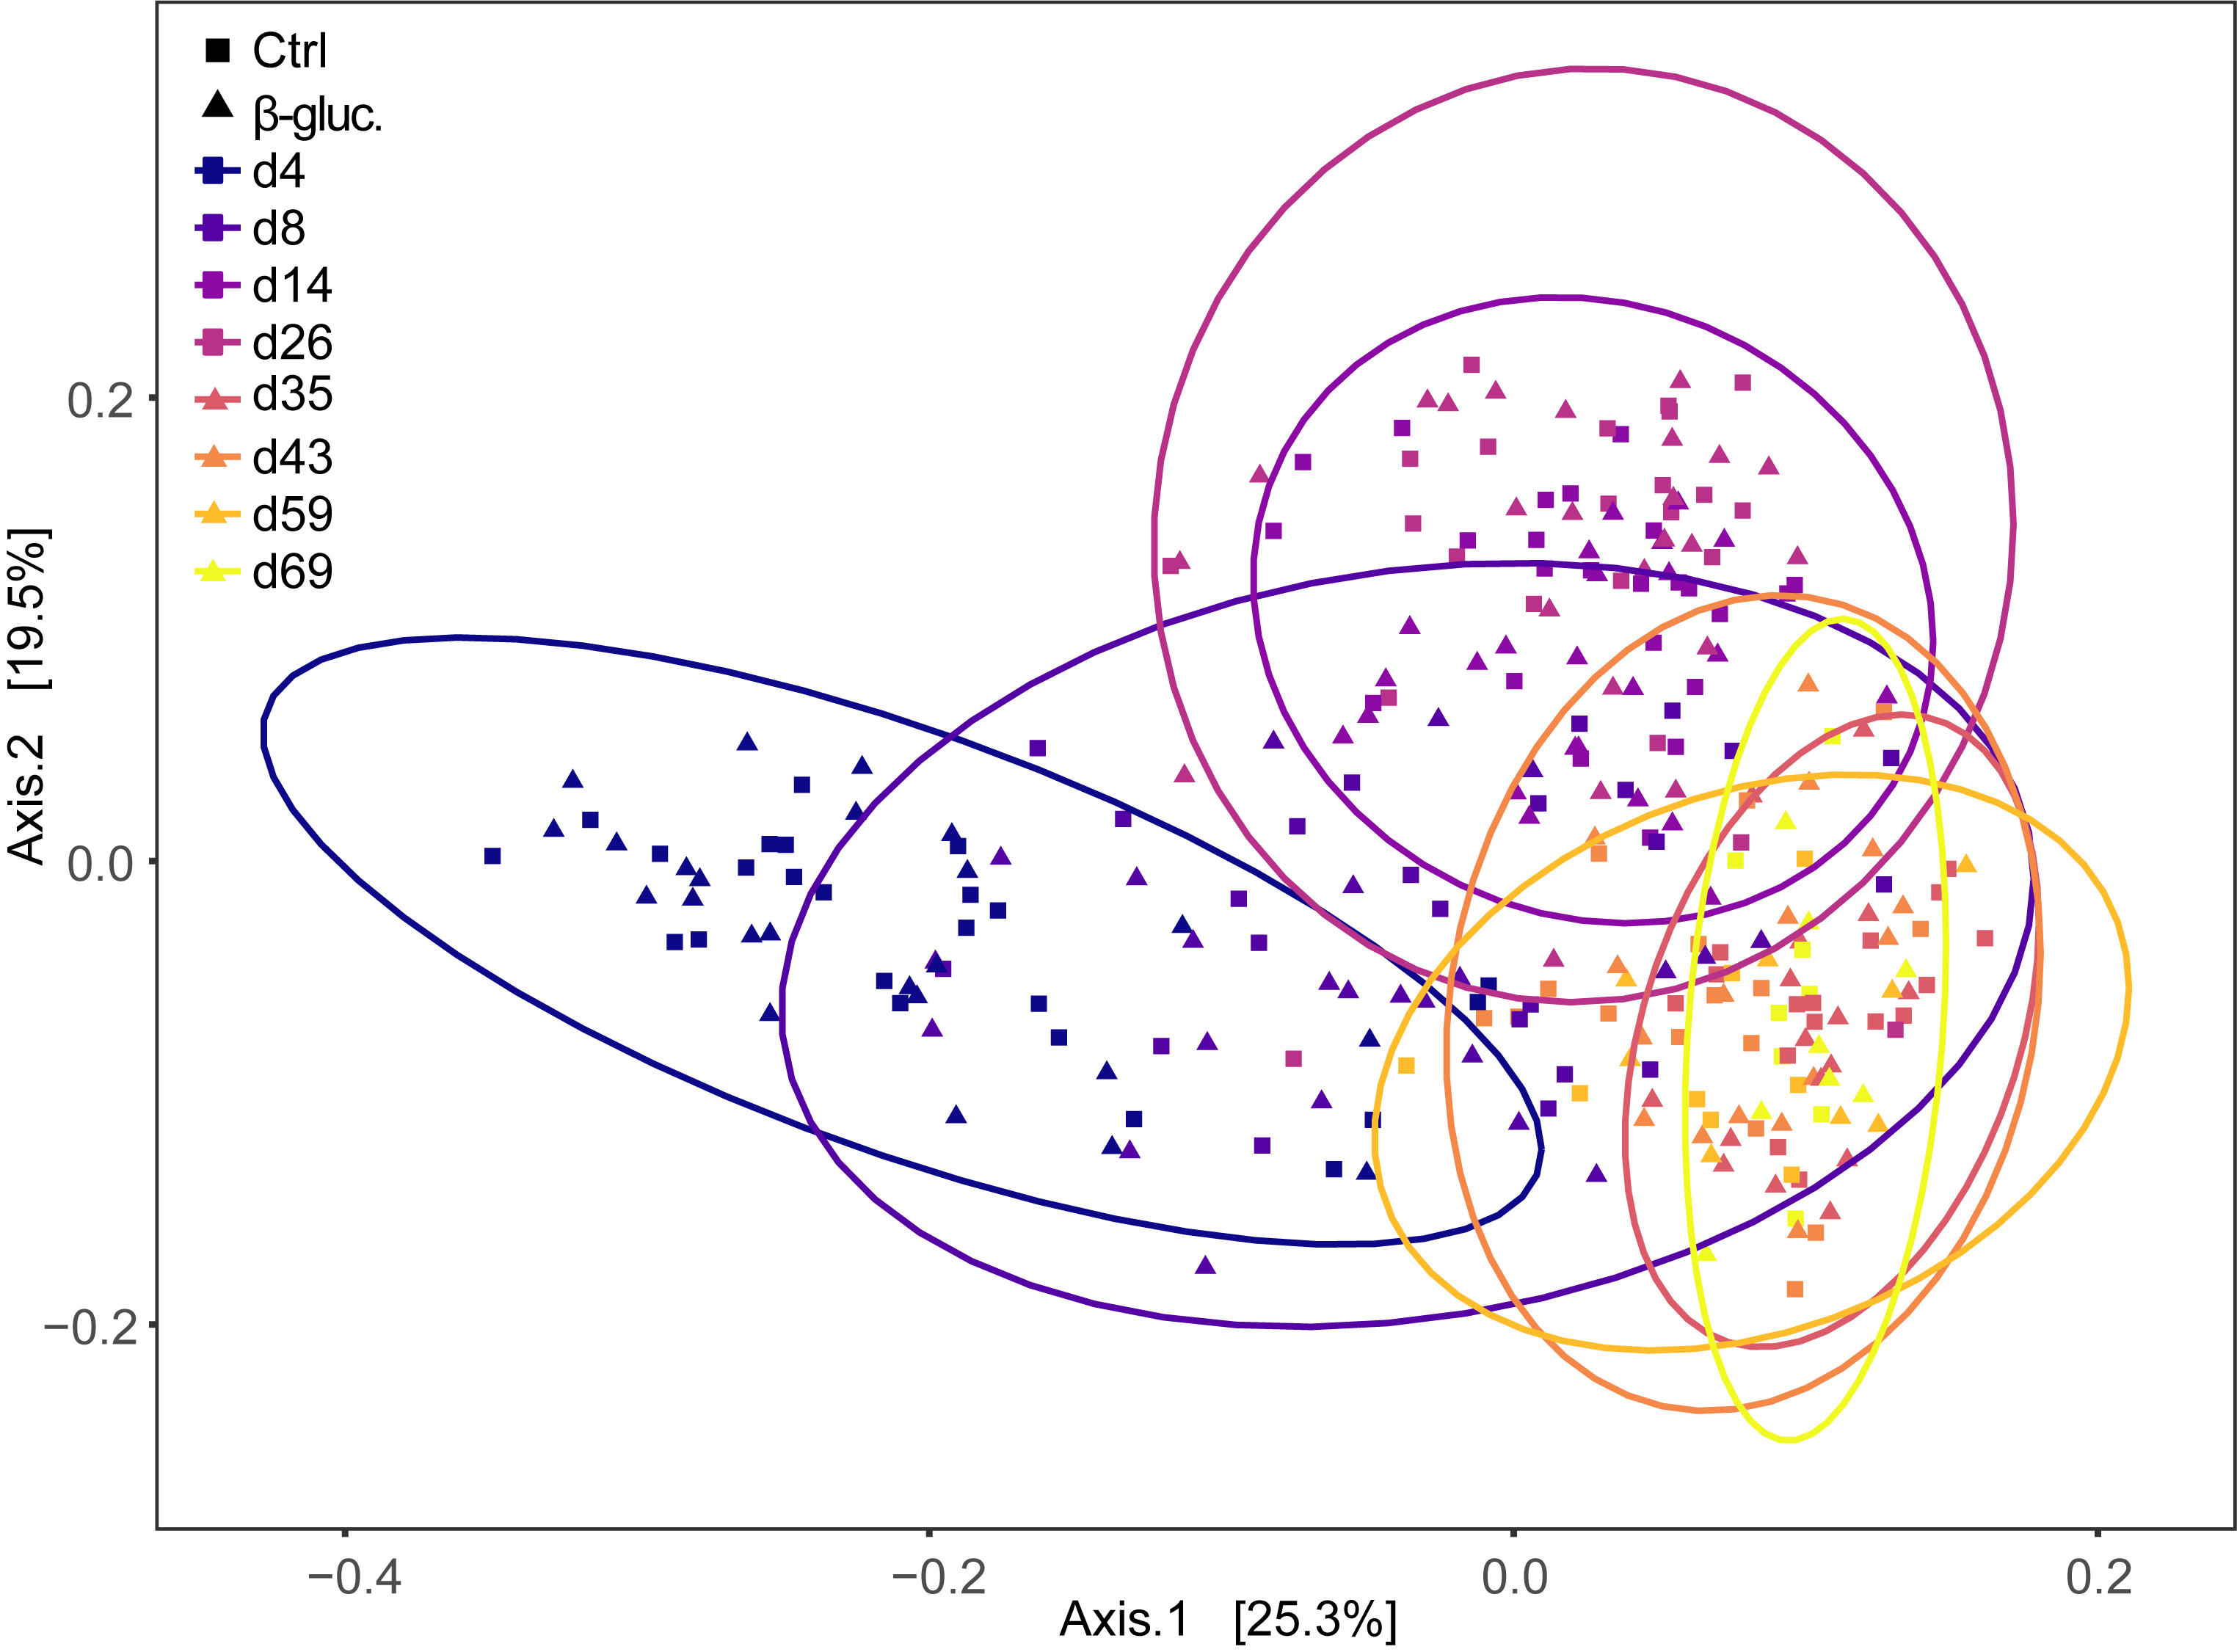 Ctrl
β-gluc.
d4
d8
d14
d26
d35
d43
d59
d69
Axis.2 [19.5%]
0.2
0.0
−0.2
−0.4
−0.2
0.0
0.2
Axis.1 [25.3%]